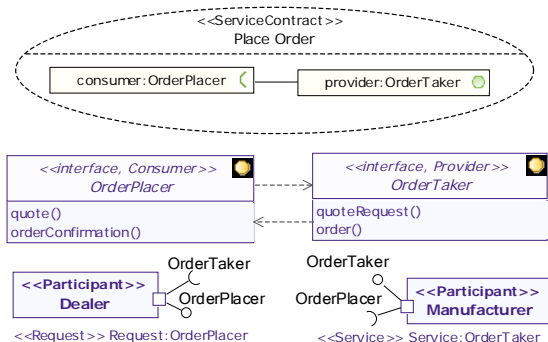 <<ServiceContract>>
Place Order
consumer:OrderPlacer
provider:OrderTaker
<<interface, Consumer>>
OrderPlacer
quote()
orderConfirmation()
<<interface, Provider>>
OrderTaker
quoteRequest()
order()
OrderTaker
<<Participant>>
Dealer
OrderPlacer
<<Request>> Request:OrderPlacer
OrderTaker
OrderPlacer
<<Participant>>
Manufacturer
<<Service>> Service:OrderTaker